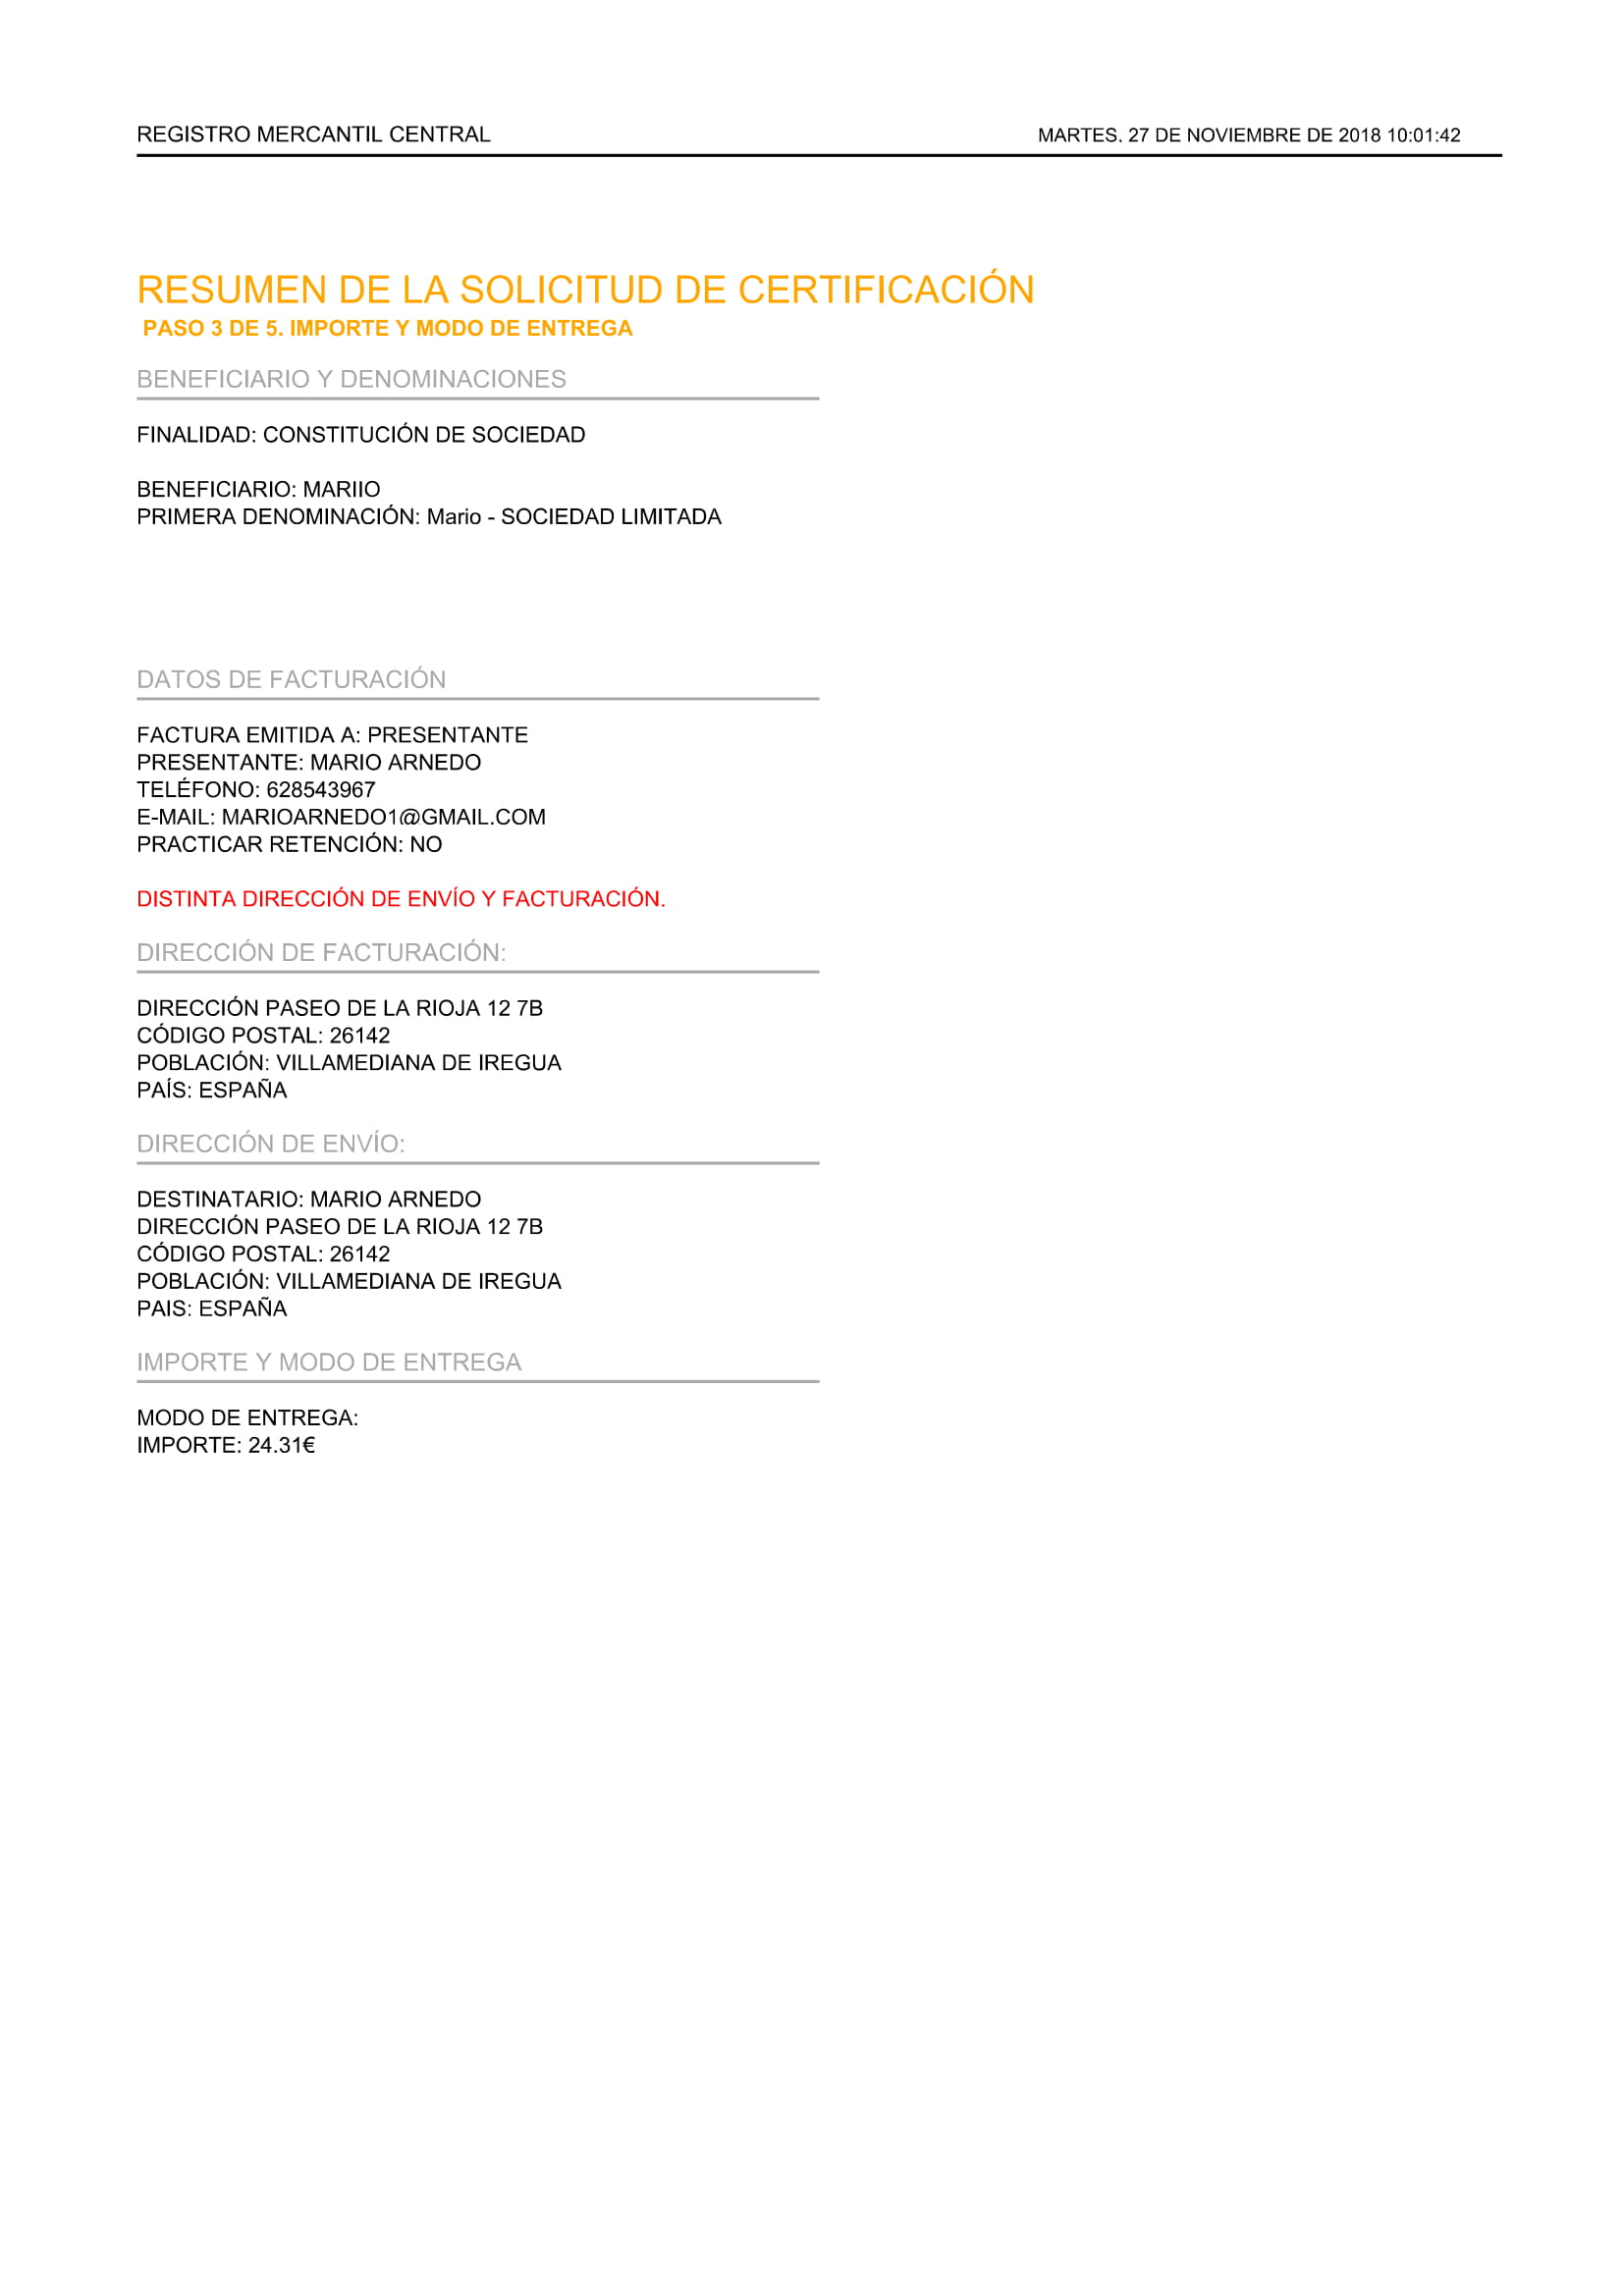 REGISTRO MERCANTIL CENTRAL MARTES, 27 DE NOVIEMBRE DE 2018 10:01:42
RESUMEN DE LA SOLICITUD DE CERTIFICACIÓN
PASO 3 DE 5. IMPORTE Y MODO DE ENTREGA
BENEFICIARIO Y DENOMINACIONES
FINALIDAD: CONSTITUCIÓN DE SOCIEDAD
BENEFICIARIO: MARIIO
PRIMERA DENOMINACIÓN: Mario - SOCIEDAD LIMITADA
DATOS DE FACTURACIÓN
FACTURA EMITIDA A: PRESENTANTE
PRESENTANTE: MARIO ARNEDO
TELÉFONO: 628543967
E-MAIL: MARIOARNEDO1@GMAIL.COM
PRACTICAR RETENCIÓN: NO
DISTINTA DIRECCIÓN DE ENVÍO Y FACTURACIÓN.
DIRECCIÓN DE FACTURACIÓN:
DIRECCIÓN PASEO DE LA RIOJA 12 7B
CÓDIGO POSTAL: 26142
POBLACIÓN: VILLAMEDIANA DE IREGUA
PAÍS: ESPAÑA
DIRECCIÓN DE ENVÍO:
DESTINATARIO: MARIO ARNEDO
DIRECCIÓN PASEO DE LA RIOJA 12 7B
CÓDIGO POSTAL: 26142
POBLACIÓN: VILLAMEDIANA DE IREGUA
PAIS: ESPAÑA
IMPORTE Y MODO DE ENTREGA
MODO DE ENTREGA:
IMPORTE: 24.31€